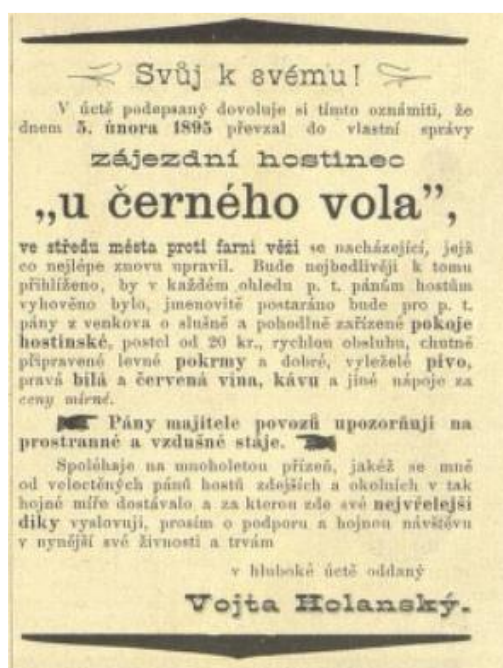 Svůj k svému!
V úctě podepsaný dovoluje si tímto oznámiti, že
dnem 5. února 1895 převzal do vlastní správy
zájezdní hostinec
„u černého vola”,
ve středu města proti farní věži se nacházející, jejž
co nejlépe znovu upravil. Bude nejbedlivěji k tomu
přihlíženo, by v každém ohledu p. t. pánům hostům
vyhověno bylo, jmenovitě postaráno bude pro p. t.
pány z venkova o slušně a pohodlně zařízené pokoje
hostinské, postel od 20 kr., rychlou obsluhu, chutně
připravené levné pokrmy a dobré, vyleželé pivo,
pravá bílá a červená vína, kávu a jiné nápoje za
ceny mírné.
Pány majitele povozů upozorňuji na
prostranné a vzdušné stáje.
Spoléhaje na mnoholetou přízeň, jakéž se mně
od velectěných pánů hostů zdejších a okolních v tak
hojné míře dostávalo a za kterou zde své nejvřelejší
díky vyslovuji, prosím o podporu a hojnou návštěvu
v nynější své živnosti a trvám
v hluboké úctě oddaný
Vojta Holanský.